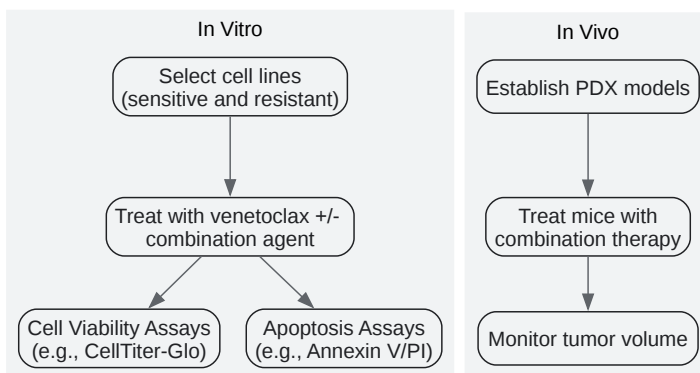 In Vitro
Select cell lines
(sensitive and resistant)
Treat with venetoclax +/-
combination agent
Cell Viability Assays
(e.g., CellTiter-Glo)
Apoptosis Assays
(e.g., Annexin V/PI)
In Vivo
Establish PDX models
Treat mice with
combination therapy
Monitor tumor volume